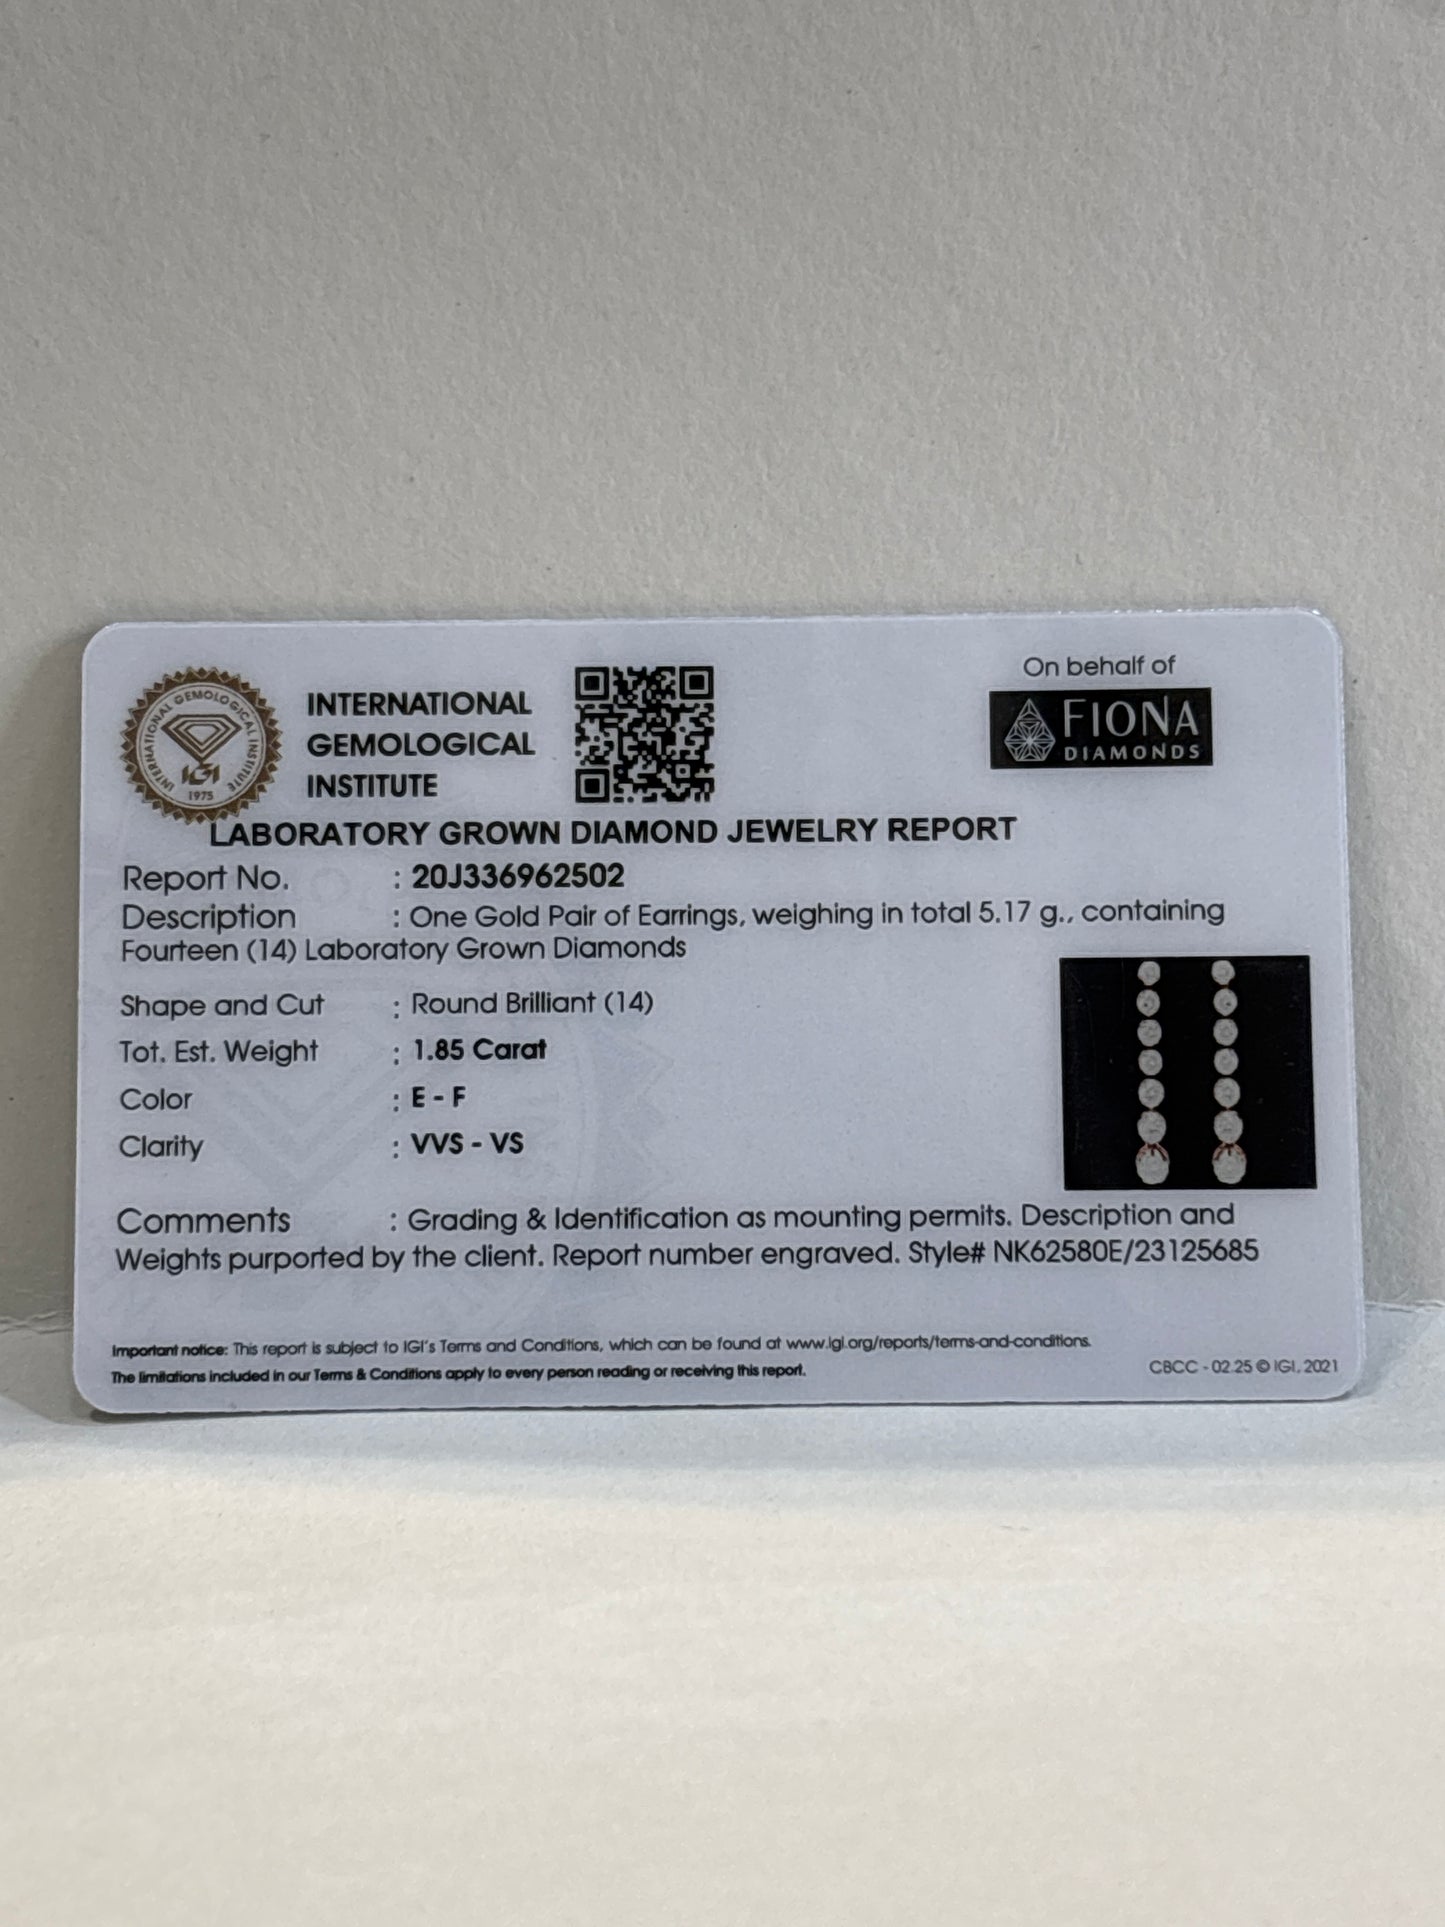 INTERNATIONAL GEMOLOGICAL INSTITUTE
IGI
1975
INTERNATIONAL
GEMOLOGICAL
INSTITUTE
On behalf of
FIONA
DIAMONDS
LABORATORY GROWN DIAMOND JEWELRY REPORT
Report No. : 20J336962502
Description : One Gold Pair of Earrings, weighing in total 5.17 g., containing
Fourteen (14) Laboratory Grown Diamonds
Shape and Cut : Round Brilliant (14)
Tot. Est. Weight : 1.85 Carat
Color : E - F
Clarity : VVS - VS
Comments : Grading & Identification as mounting permits. Description and
Weights purported by the client. Report number engraved. Style# NK62580E/23125685
Important notice: This report is subject to IGI's Terms and Conditions, which can be found at www.igi.org/reports/terms-and-conditions.
The limitations included in our Terms & Conditions apply to every person reading or receiving this report.
CBCC - 02.25 © IGI, 2021